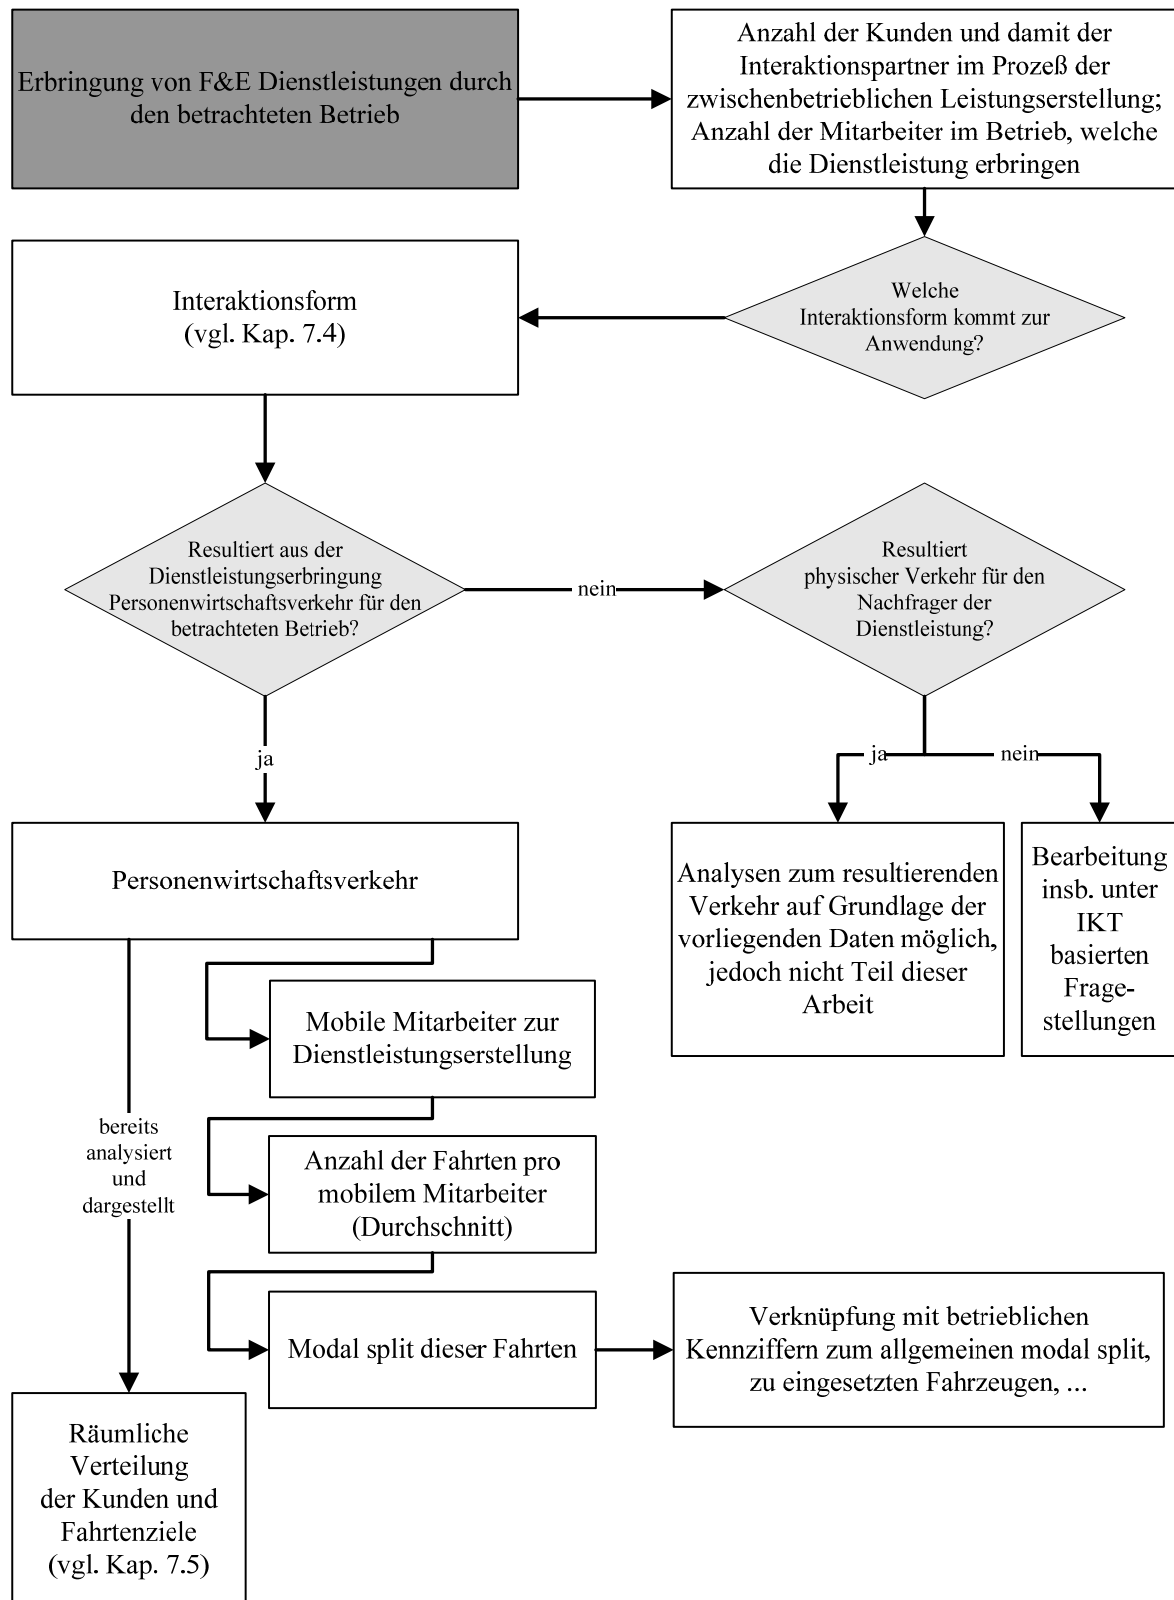 Erbringung von F&E Dienstleistungen durch
den betrachteten Betrieb
Anzahl der Kunden und damit der
Interaktionspartner im Prozeß der
zwischenbetrieblichen Leistungserstellung;
Anzahl der Mitarbeiter im Betrieb, welche
die Dienstleistung erbringen
Welche
Interaktionsform kommt zur
Anwendung?
Interaktionsform
(vgl. Kap. 7.4)
Resultiert aus der
Dienstleistungserbringung
Personenwirtschaftsverkehr für den
betrachteten Betrieb?
nein
Resultiert
physischer Verkehr für den
Nachfrager der
Dienstleistung?
ja
ja
nein
Personenwirtschaftsverkehr
Analysen zum resultierenden
Verkehr auf Grundlage der
vorliegenden Daten möglich,
jedoch nicht Teil dieser
Arbeit
Bearbeitung
insb. unter
IKT
basierten
Frage-
stellungen
Mobile Mitarbeiter zur
Dienstleistungserstellung
bereits
analysiert
und
dargestellt
Anzahl der Fahrten pro
mobilem Mitarbeiter
(Durchschnitt)
Modal split dieser Fahrten
Verknüpfung mit betrieblichen
Kennziffern zum allgemeinen modal split,
zu eingesetzten Fahrzeugen, ...
Räumliche
Verteilung
der Kunden und
Fahrtenziele
(vgl. Kap. 7.5)